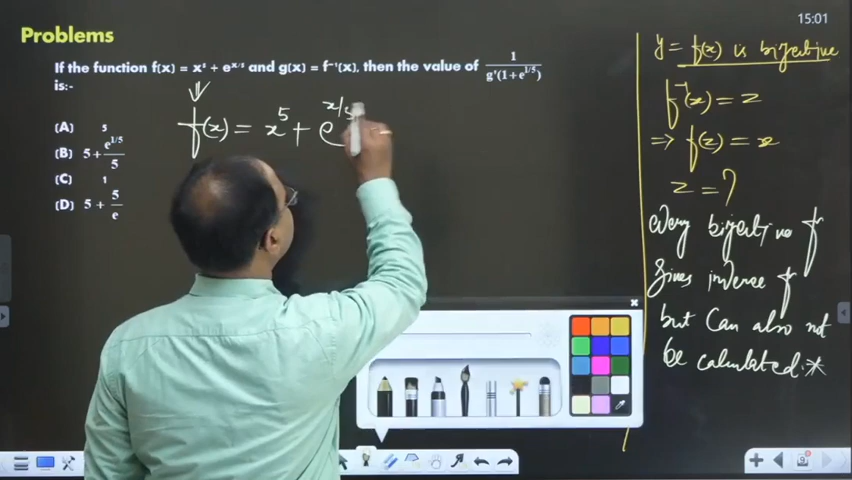 15:01
Problems
If the function f(x) = x⁵ + e^(x/5) and g(x) = f⁻¹(x), then the value of 1/g'(1+e^(1/5))
is:-
(A) 5
(B) 5 + e^(1/5)/5
(C) 1
(D) 5 + 5/e
f(x) = x⁵ + e^(x/5)
y = f(x) is bijective
f⁻¹(x) = z
⇒ f(z) = x
z = ?
every bijective fn
gives inverse fn
but can also not
be calculated.*